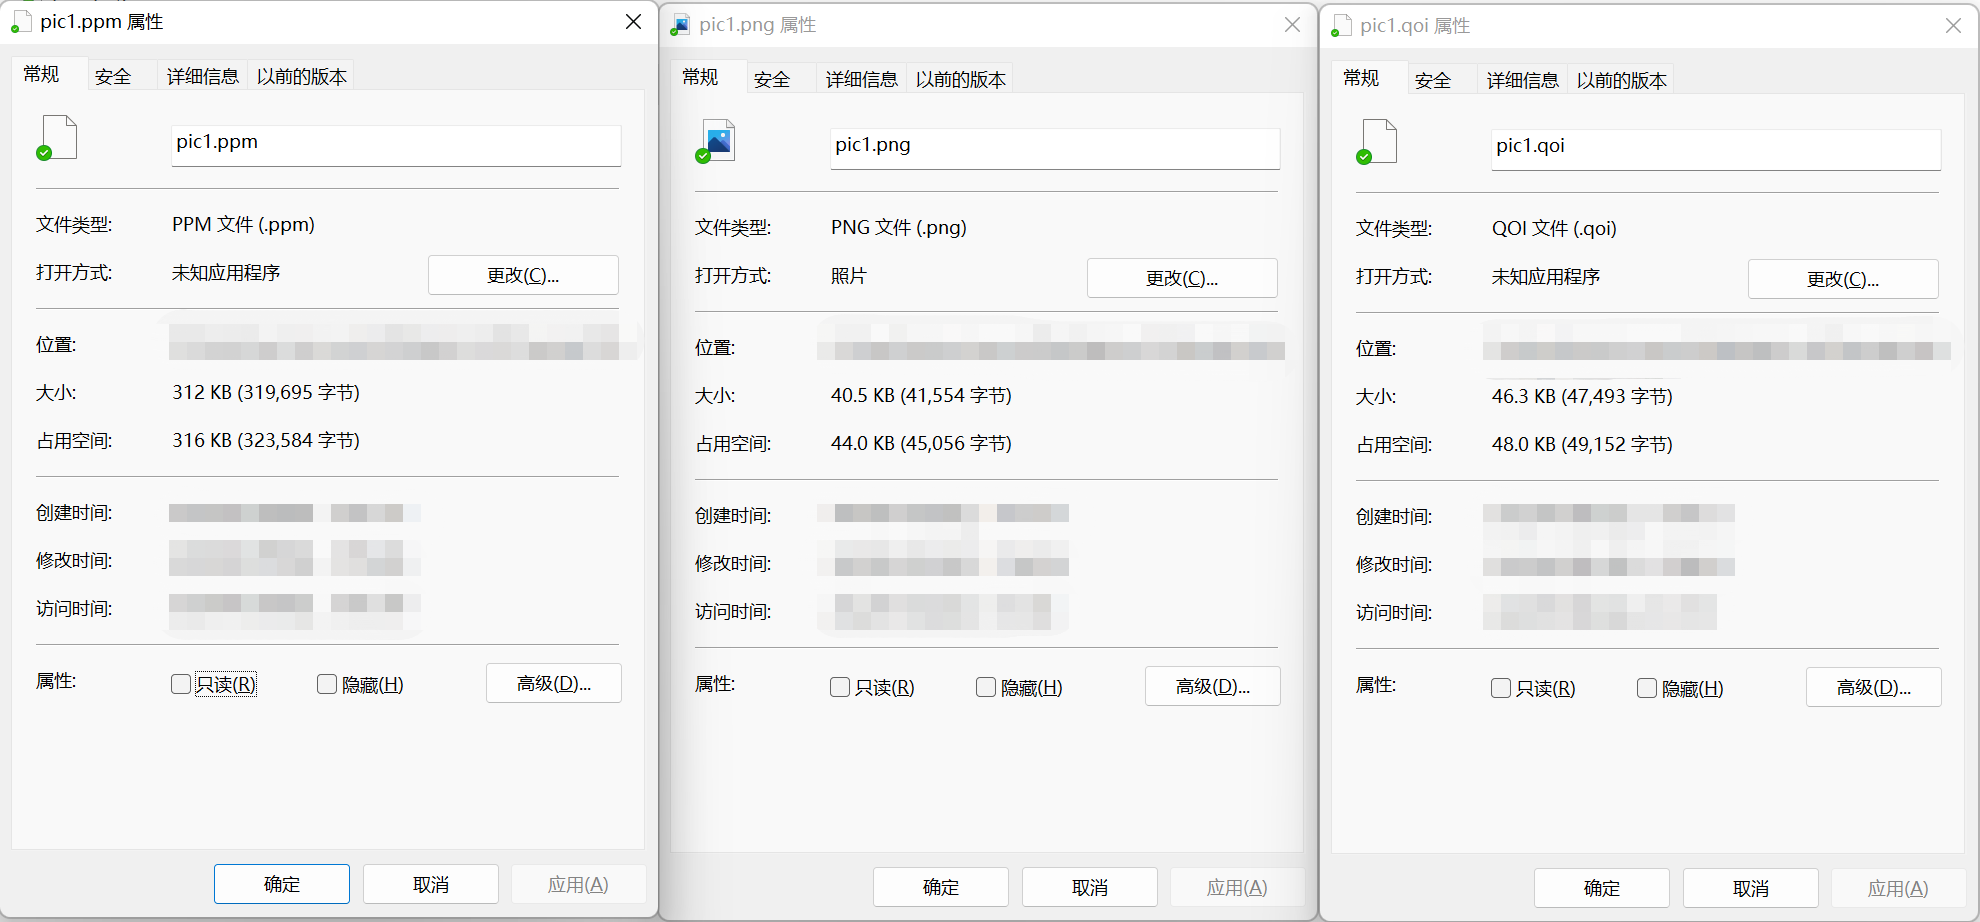 pic1.ppm 属性
常规 安全 详细信息 以前的版本
pic1.ppm
文件类型: PPM 文件 (.ppm)
打开方式: 未知应用程序 更改(C)...
位置:
大小: 312 KB (319,695 字节)
占用空间: 316 KB (323,584 字节)
创建时间:
修改时间:
访问时间:
属性: 只读(R) 隐藏(H) 高级(D)...
确定 取消 应用(A)
pic1.png 属性
常规 安全 详细信息 以前的版本
pic1.png
文件类型: PNG 文件 (.png)
打开方式: 照片 更改(C)...
位置:
大小: 40.5 KB (41,554 字节)
占用空间: 44.0 KB (45,056 字节)
创建时间:
修改时间:
访问时间:
属性: 只读(R) 隐藏(H) 高级(D)...
确定 取消 应用(A)
pic1.qoi 属性
常规 安全 详细信息 以前的版本
pic1.qoi
文件类型: QOI 文件 (.qoi)
打开方式: 未知应用程序 更改(C)...
位置:
大小: 46.3 KB (47,493 字节)
占用空间: 48.0 KB (49,152 字节)
创建时间:
修改时间:
访问时间:
属性: 只读(R) 隐藏(H) 高级(D)...
确定 取消 应用(A)